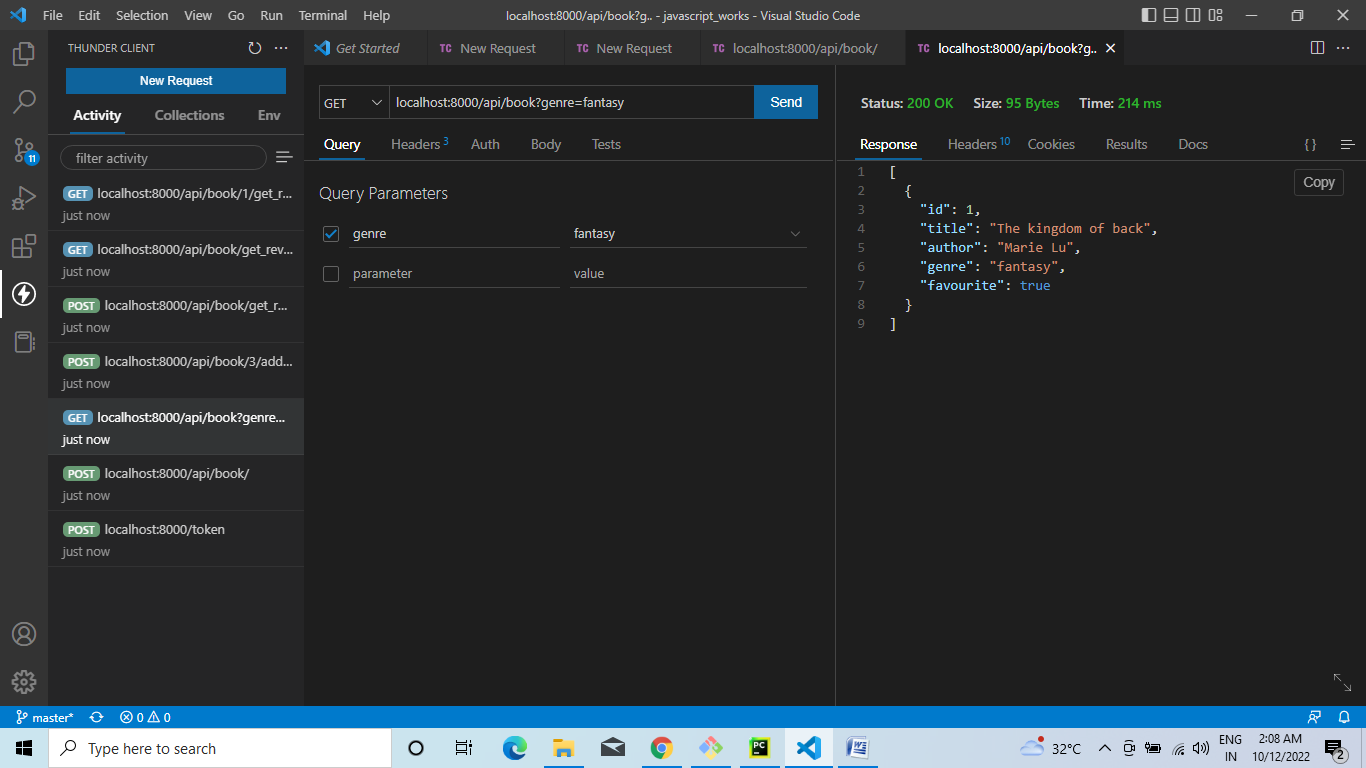 File Edit Selection View Go Run Terminal Help
localhost:8000/api/book?g.. - javascript_works - Visual Studio Code
THUNDER CLIENT
New Request
Activity Collections Env
filter activity
GET localhost:8000/api/book/1/get_r...
just now
GET localhost:8000/api/book/get_rev...
just now
POST localhost:8000/api/book/get_r...
just now
POST localhost:8000/api/book/3/add...
just now
GET localhost:8000/api/book?genre...
just now
POST localhost:8000/api/book/
just now
POST localhost:8000/token
just now
11
Get Started
TC New Request
TC New Request
TC localhost:8000/api/book/
TC localhost:8000/api/book?g..
GET localhost:8000/api/book?genre=fantasy Send
Query Headers 3 Auth Body Tests
Query Parameters
genre fantasy
parameter value
Status: 200 OK Size: 95 Bytes Time: 214 ms
Response Headers 10 Cookies Results Docs { }
Copy
1 [
2 {
3 "id": 1,
4 "title": "The kingdom of back",
5 "author": "Marie Lu",
6 "genre": "fantasy",
7 "favourite": true
8 }
9 ]
master* 0 0
Type here to search
PC
32°C
ENG
IN
2:08 AM
10/12/2022
2